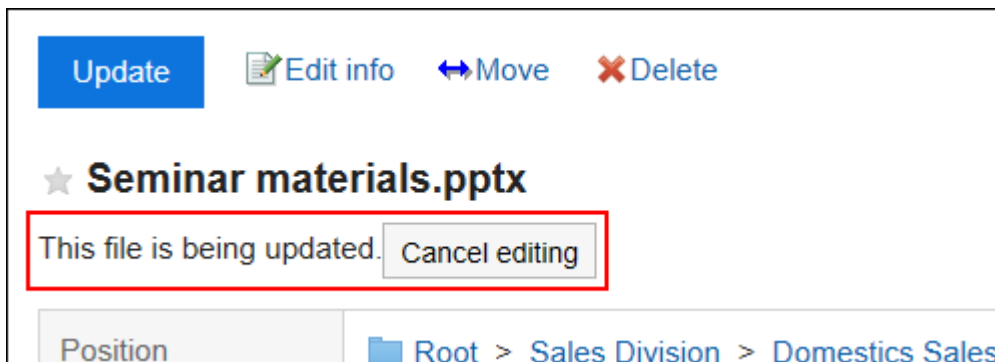 Update Edit info Move Delete
Seminar materials.pptx
This file is being updated. Cancel editing
Position Root > Sales Division > Domestics Sales